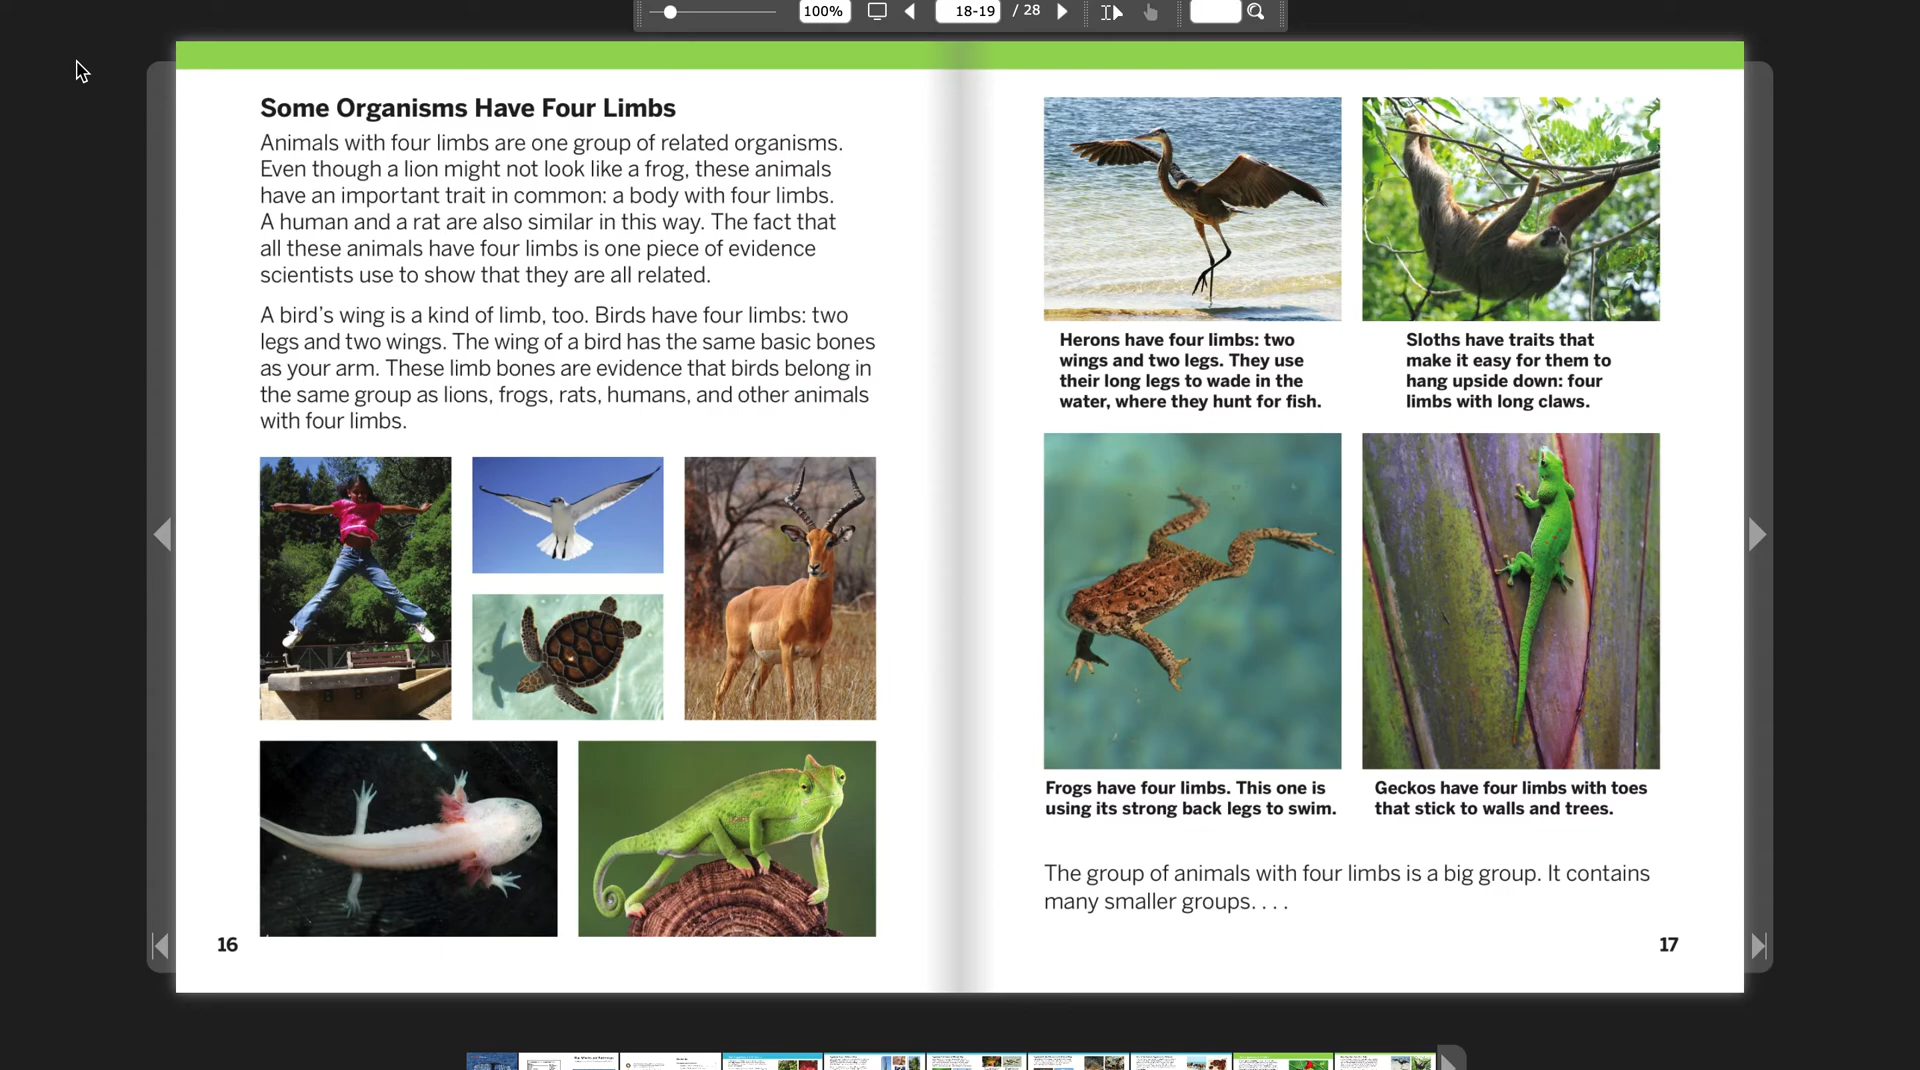 100%
18-19
/ 28
Some Organisms Have Four Limbs
Animals with four limbs are one group of related organisms.
Even though a lion might not look like a frog, these animals
have an important trait in common: a body with four limbs.
A human and a rat are also similar in this way. The fact that
all these animals have four limbs is one piece of evidence
scientists use to show that they are all related.
A bird's wing is a kind of limb, too. Birds have four limbs: two
legs and two wings. The wing of a bird has the same basic bones
as your arm. These limb bones are evidence that birds belong in
the same group as lions, frogs, rats, humans, and other animals
with four limbs.
16
Herons have four limbs: two
wings and two legs. They use
their long legs to wade in the
water, where they hunt for fish.
Sloths have traits that
make it easy for them to
hang upside down: four
limbs with long claws.
Frogs have four limbs. This one is
using its strong back legs to swim.
Geckos have four limbs with toes
that stick to walls and trees.
The group of animals with four limbs is a big group. It contains
many smaller groups. . . .
17